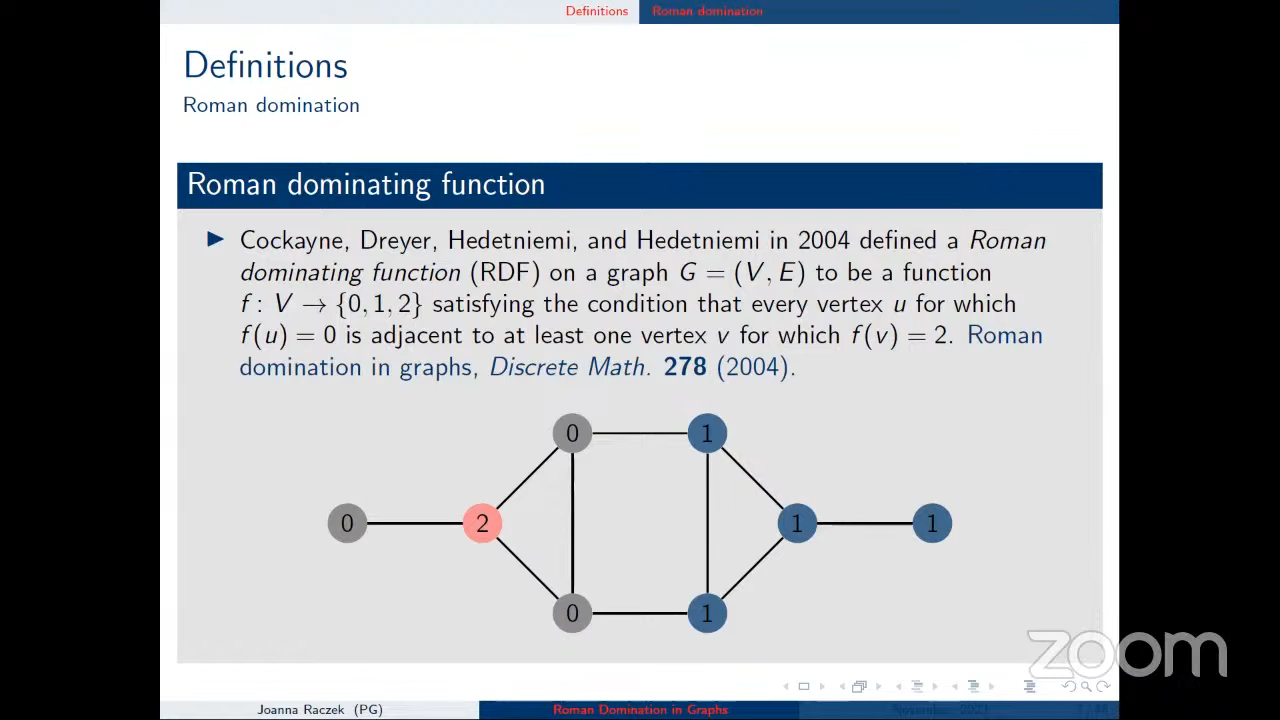 Definitions Roman domination
Definitions
Roman domination
Roman dominating function
▶ Cockayne, Dreyer, Hedetniemi, and Hedetniemi in 2004 defined a Roman
dominating function (RDF) on a graph G = (V, E) to be a function
f : V → {0, 1, 2} satisfying the condition that every vertex u for which
f(u) = 0 is adjacent to at least one vertex v for which f(v) = 2. Roman
domination in graphs, Discrete Math. 278 (2004).
0 1
0 2 1 1
0 1
zoom
Joanna Raczek (PG) Roman Domination in Graphs November